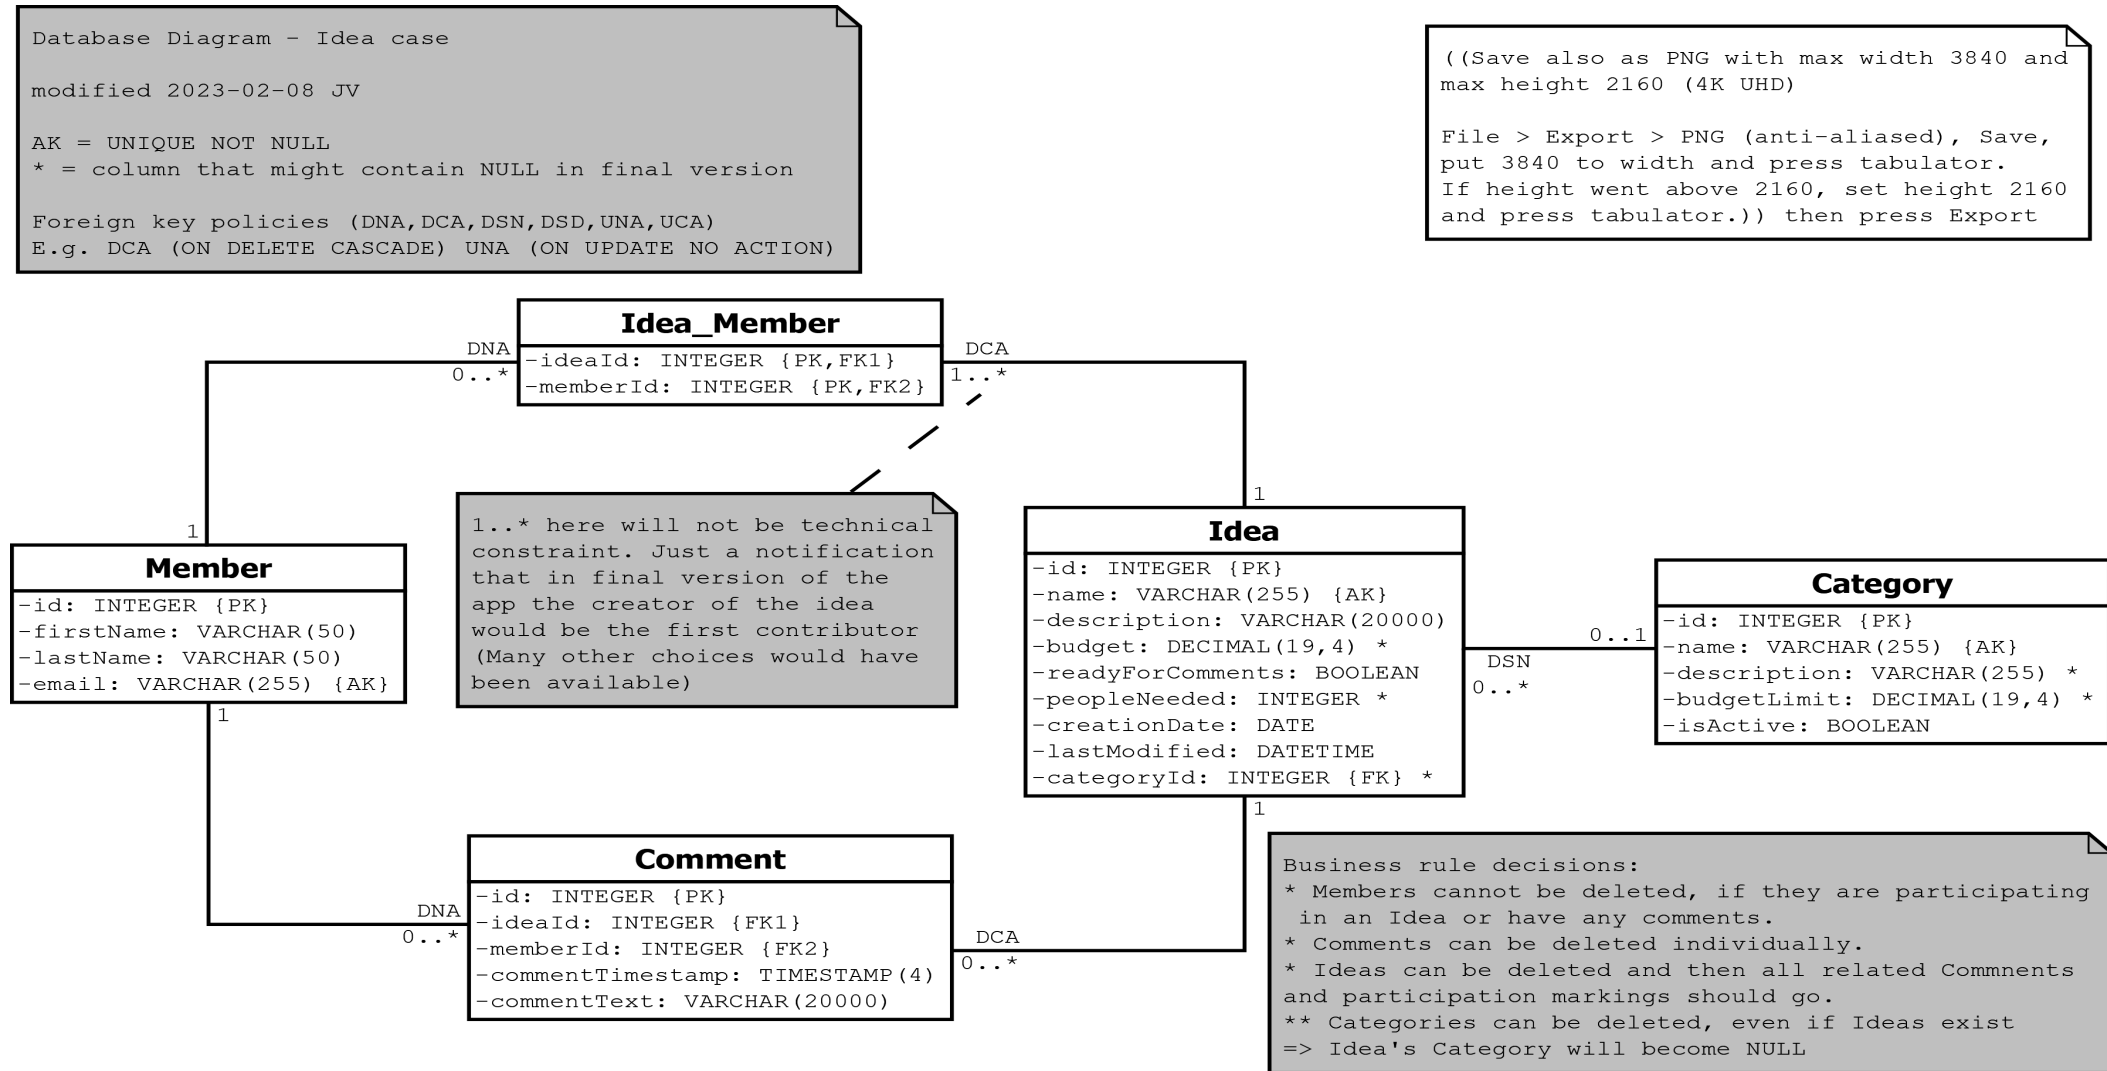 Database Diagram - Idea case
modified 2023-02-08 JV
AK = UNIQUE NOT NULL
* = column that might contain NULL in final version
Foreign key policies (DNA,DCA,DSN,DSD,UNA,UCA)
E.g. DCA (ON DELETE CASCADE) UNA (ON UPDATE NO ACTION)
((Save also as PNG with max width 3840 and
max height 2160 (4K UHD)
File > Export > PNG (anti-aliased), Save,
put 3840 to width and press tabulator.
If height went above 2160, set height 2160
and press tabulator.)) then press Export
Idea_Member
-ideaId: INTEGER {PK,FK1}
-memberId: INTEGER {PK,FK2}
DNA
0..*
DCA
1..*
1
1
1..* here will not be technical
constraint. Just a notification
that in final version of the
app the creator of the idea
would be the first contributor
(Many other choices would have
been available)
Member
-id: INTEGER {PK}
-firstName: VARCHAR(50)
-lastName: VARCHAR(50)
-email: VARCHAR(255) {AK}
1
Idea
-id: INTEGER {PK}
-name: VARCHAR(255) {AK}
-description: VARCHAR(20000)
-budget: DECIMAL(19,4) *
-readyForComments: BOOLEAN
-peopleNeeded: INTEGER *
-creationDate: DATE
-lastModified: DATETIME
-categoryId: INTEGER {FK} *
1
DSN
0..*
0..1
Category
-id: INTEGER {PK}
-name: VARCHAR(255) {AK}
-description: VARCHAR(255) *
-budgetLimit: DECIMAL(19,4) *
-isActive: BOOLEAN
Comment
-id: INTEGER {PK}
-ideaId: INTEGER {FK1}
-memberId: INTEGER {FK2}
-commentTimestamp: TIMESTAMP(4)
-commentText: VARCHAR(20000)
DNA
0..*
DCA
0..*
Business rule decisions:
* Members cannot be deleted, if they are participating
in an Idea or have any comments.
* Comments can be deleted individually.
* Ideas can be deleted and then all related Commnents
and participation markings should go.
** Categories can be deleted, even if Ideas exist
=> Idea's Category will become NULL